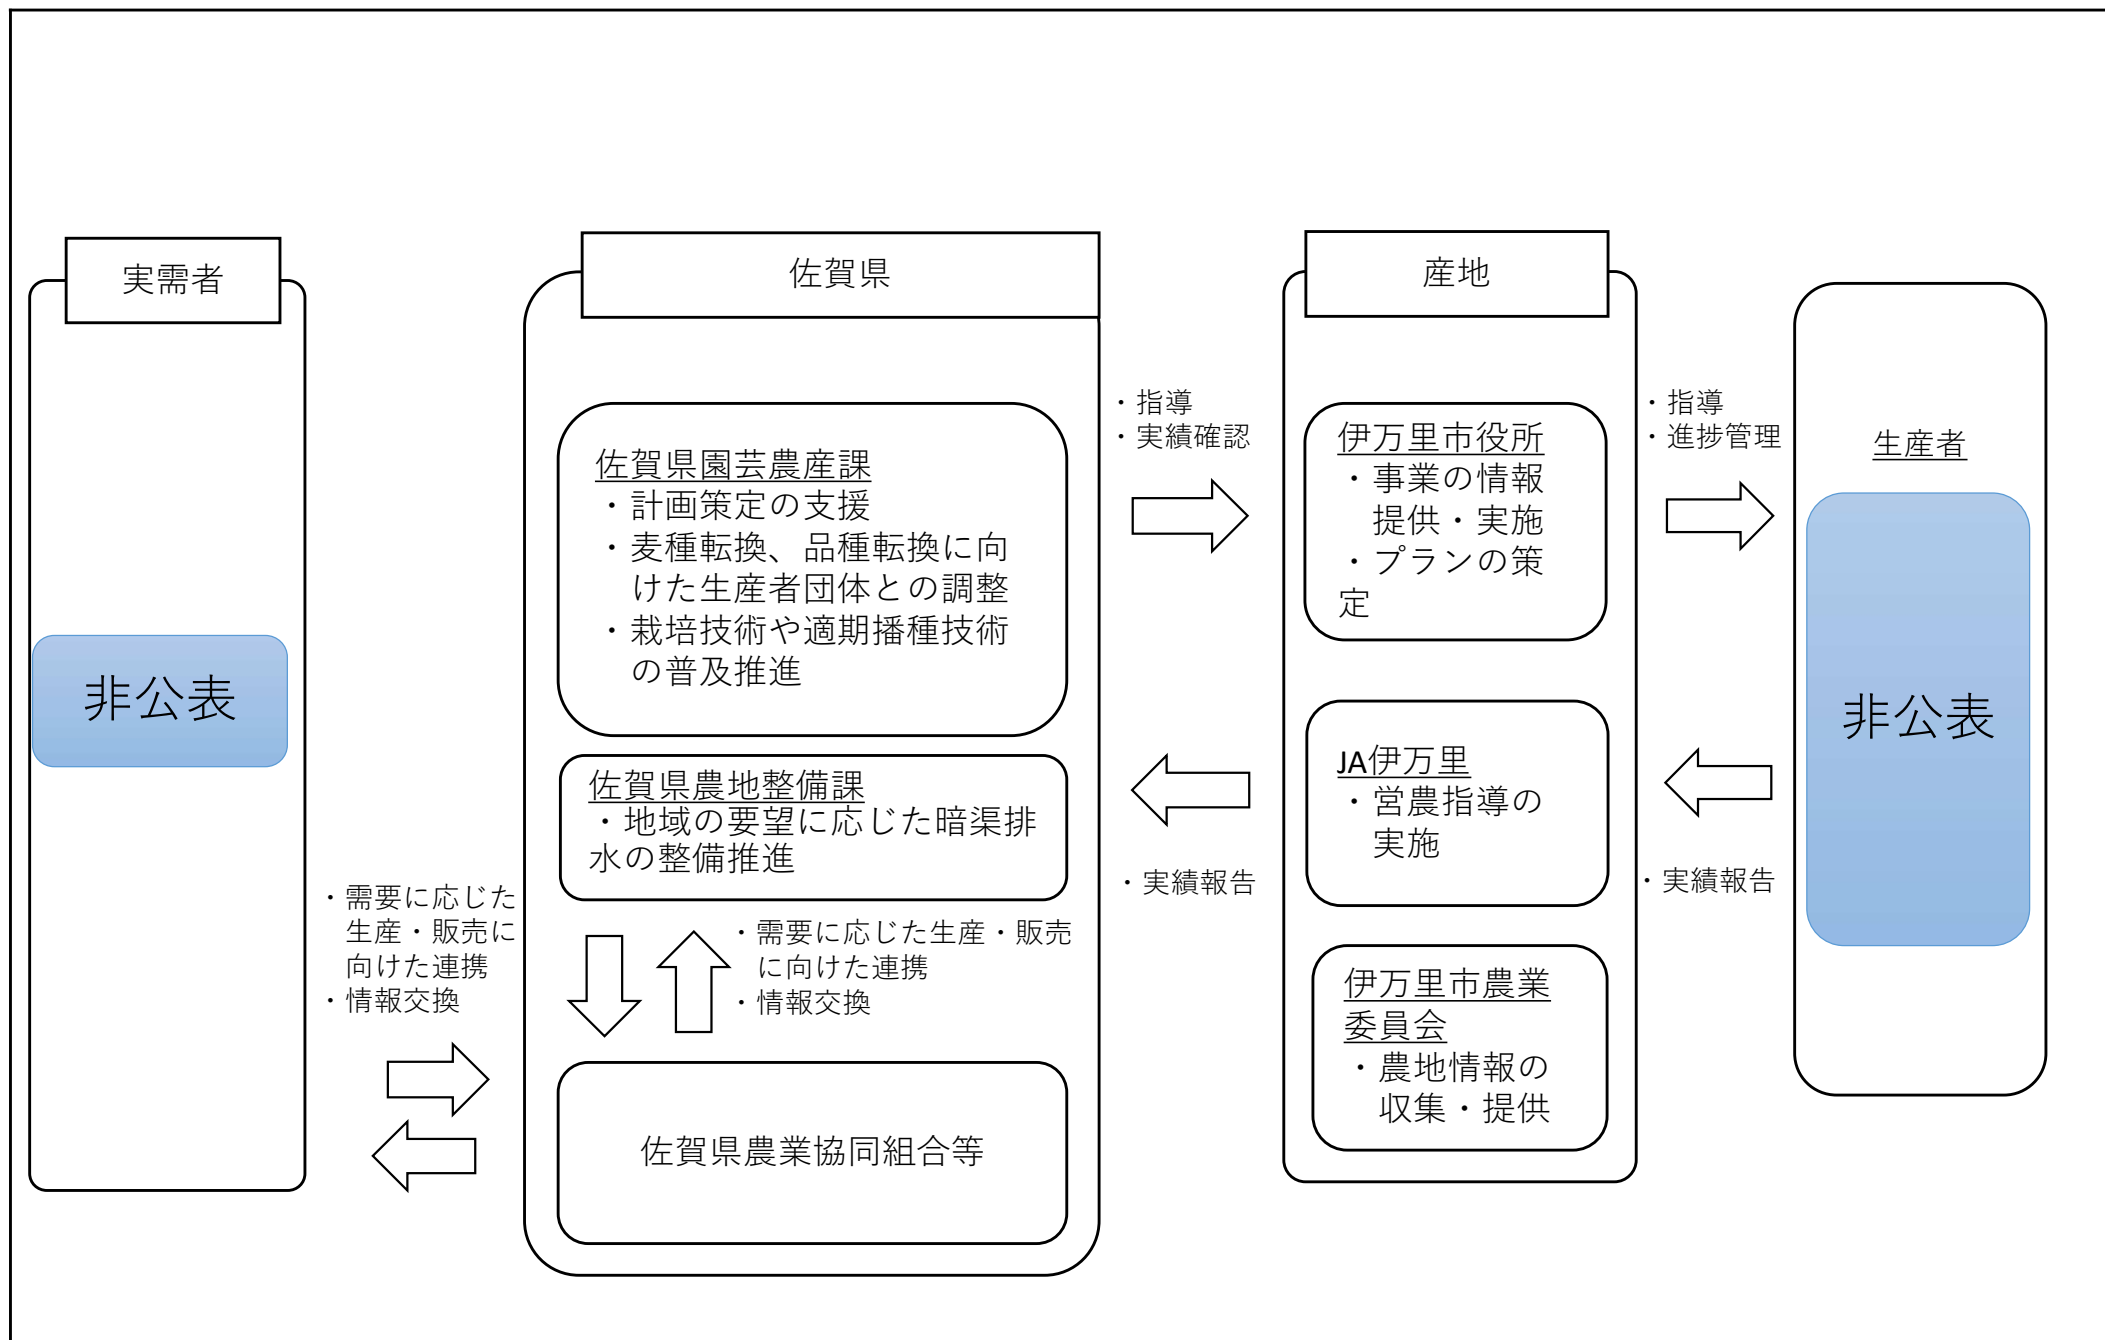 実需者
非公表
・需要に応じた
生産・販売に
向けた連携
・情報交換
佐賀県
佐賀県園芸農産課
・計画策定の支援
・麦種転換、品種転換に向
けた生産者団体との調整
・栽培技術や適期播種技術
の普及推進
佐賀県農地整備課
・地域の要望に応じた暗渠排
水の整備推進
・需要に応じた生産・販売
に向けた連携
・情報交換
佐賀県農業協同組合等
・指導
・実績確認
・実績報告
産地
伊万里市役所
・事業の情報
提供・実施
・プランの策
定
JA伊万里
・営農指導の
実施
伊万里市農業
委員会
・農地情報の
収集・提供
・指導
・進捗管理
・実績報告
生産者
非公表